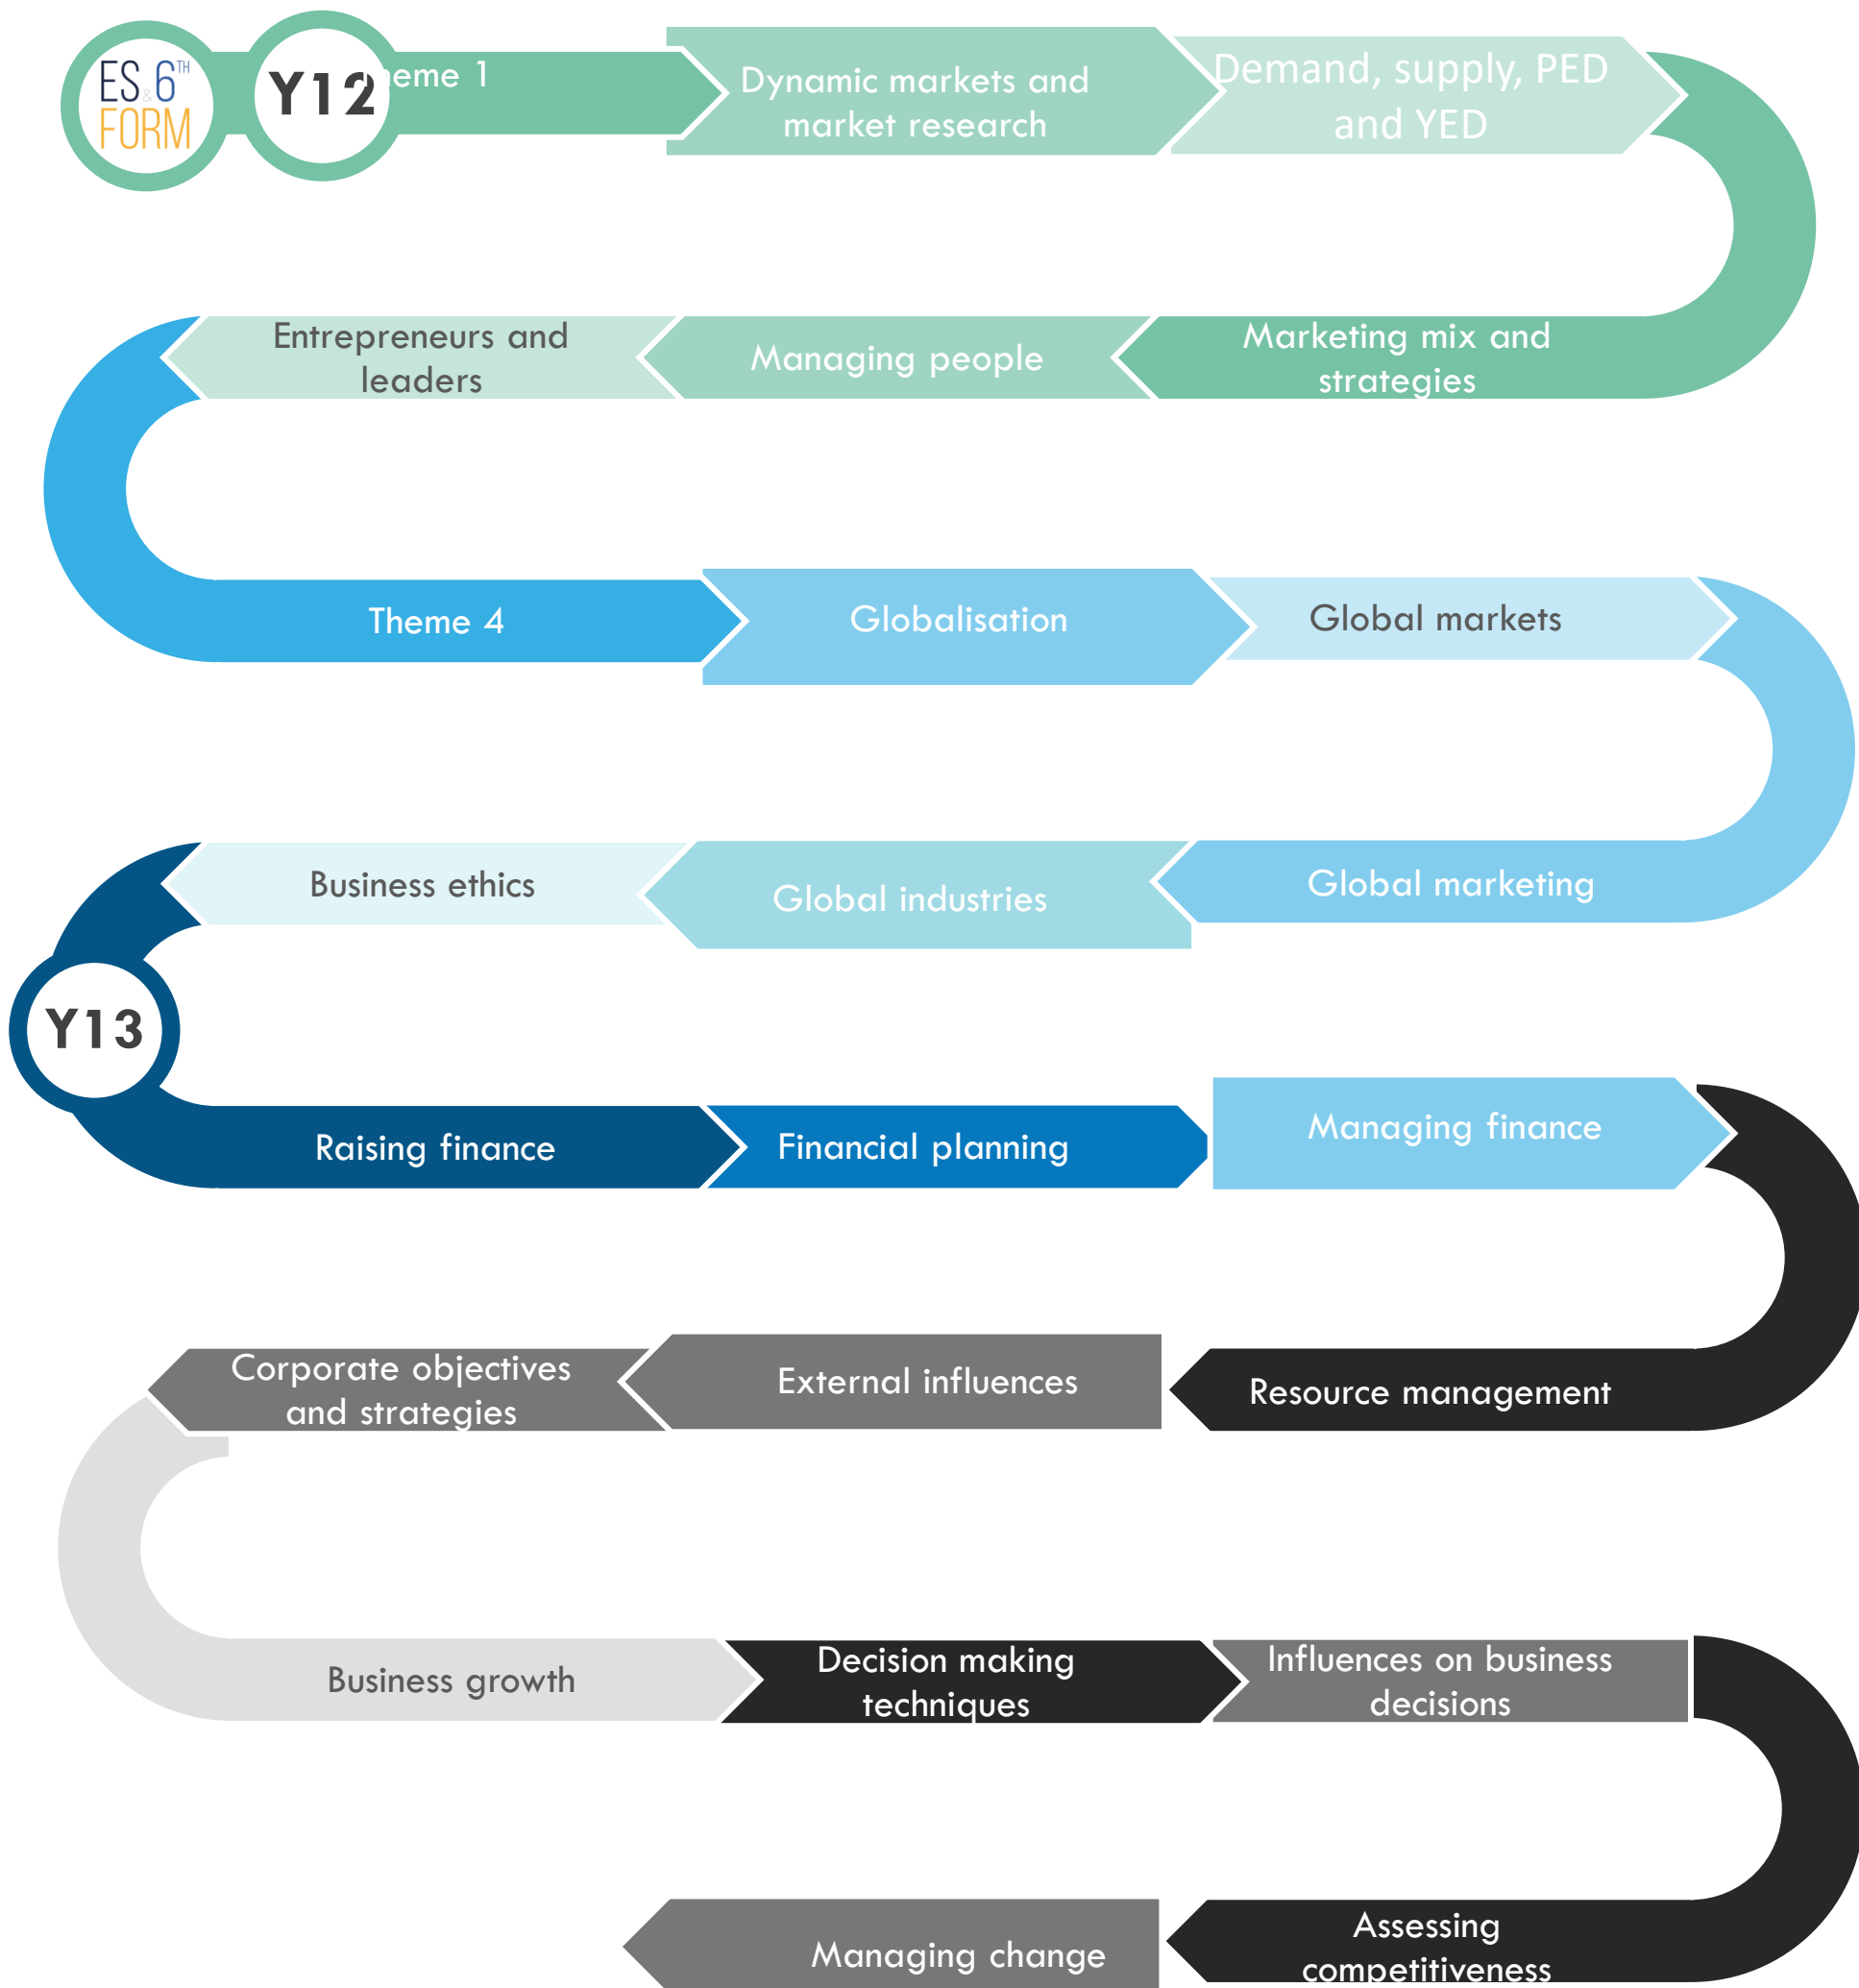 ES & 6TH
FORM
Y12
heme 1
Dynamic markets and
market research
Demand, supply, PED
and YED
Marketing mix and
strategies
Managing people
Entrepreneurs and
leaders
Theme 4
Globalisation
Global markets
Global marketing
Global industries
Business ethics
Y13
Raising finance
Financial planning
Managing finance
Resource management
External influences
Corporate objectives
and strategies
Business growth
Decision making
techniques
Influences on business
decisions
Assessing
competitiveness
Managing change